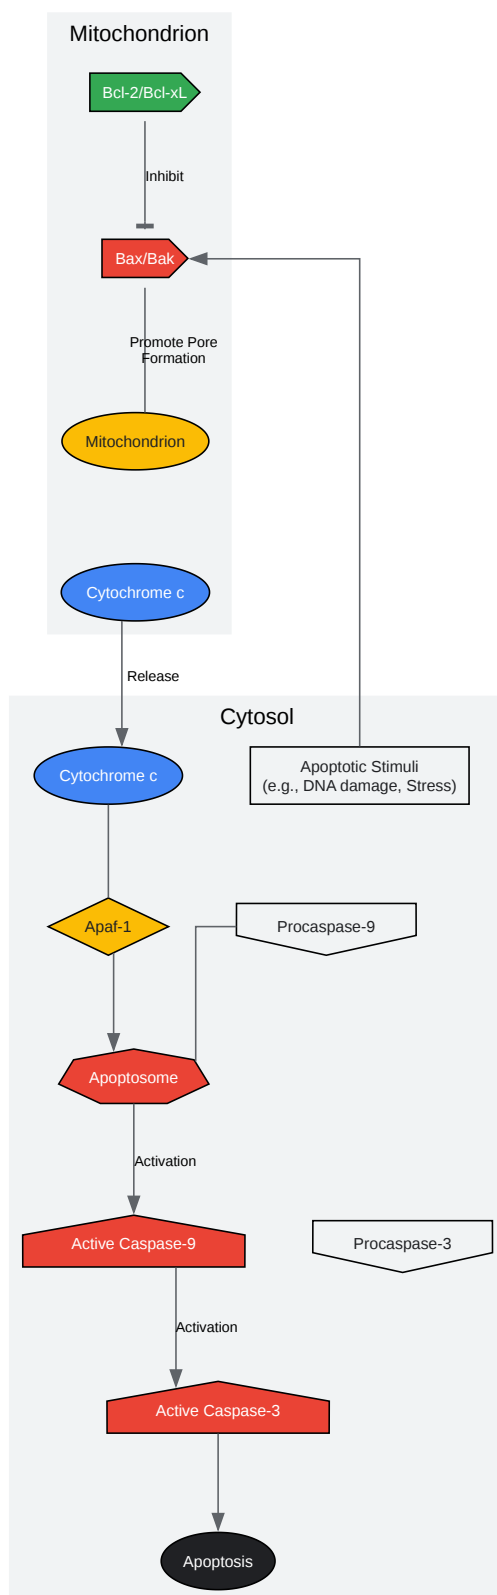 Mitochondrion
Bcl-2/Bcl-xL
Inhibit
Bax/Bak
Promote Pore
Formation
Mitochondrion
Cytochrome c
Release
Cytosol
Cytochrome c
Apoptotic Stimuli
(e.g., DNA damage, Stress)
Apaf-1
Procaspase-9
Apoptosome
Activation
Active Caspase-9
Procaspase-3
Activation
Active Caspase-3
Apoptosis